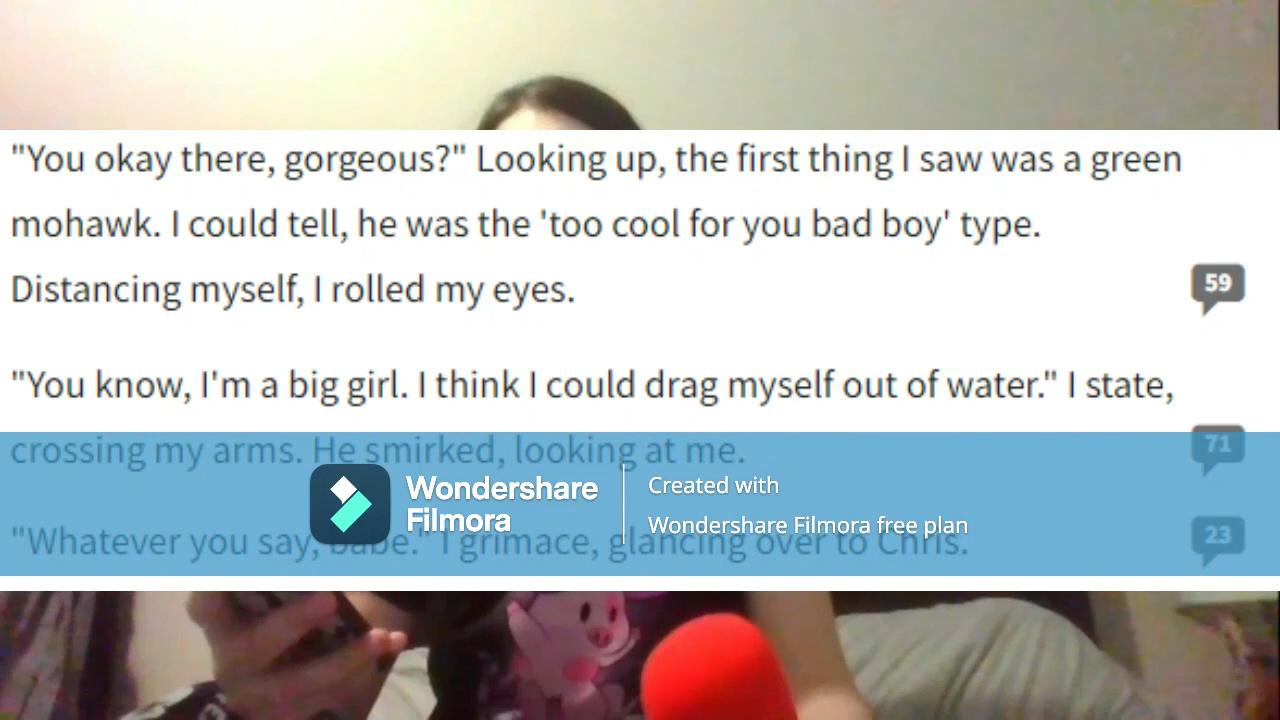 "You okay there, gorgeous?" Looking up, the first thing I saw was a green
mohawk. I could tell, he was the 'too cool for you bad boy' type.
Distancing myself, I rolled my eyes.
59
"You know, I'm a big girl. I think I could drag myself out of water." I state,
crossing my arms. He smirked, looking at me.
71
Wondershare
Filmora
Created with
Wondershare Filmora free plan
"Whatever you say, babe." I grimace, glancing over to Chris.
23